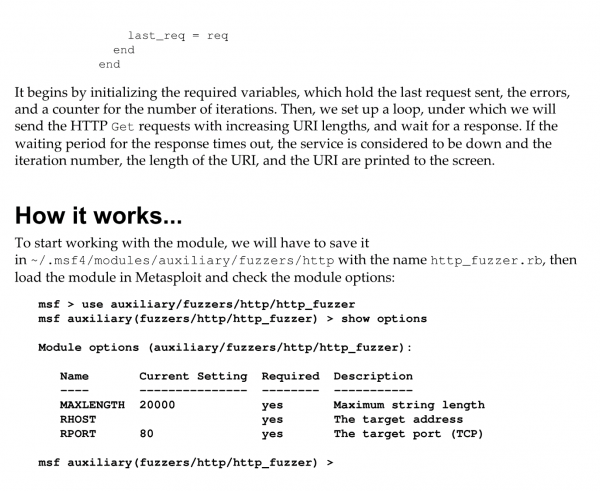 last_req = req
end
end
It begins by initializing the required variables, which hold the last request sent, the errors,
and a counter for the number of iterations. Then, we set up a loop, under which we will
send the HTTP Get requests with increasing URI lengths, and wait for a response. If the
waiting period for the response times out, the service is considered to be down and the
iteration number, the length of the URI, and the URI are printed to the screen.
How it works...
To start working with the module, we will have to save it
in ~/.msf4/modules/auxiliary/fuzzers/http with the name http_fuzzer.rb, then
load the module in Metasploit and check the module options:
msf > use auxiliary/fuzzers/http/http_fuzzer
msf auxiliary(fuzzers/http/http_fuzzer) > show options
Module options (auxiliary/fuzzers/http/http_fuzzer):
Name Current Setting Required Description
---- --------------- -------- -----------
MAXLENGTH 20000 yes Maximum string length
RHOST yes The target address
RPORT 80 yes The target port (TCP)
msf auxiliary(fuzzers/http/http_fuzzer) >